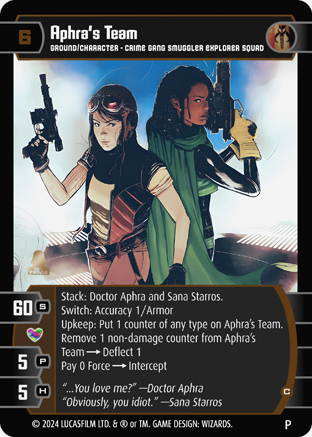 6
Aphra's Team
GROUND/CHARACTER - CRIME GANG SMUGGLER EXPLORER SQUAD
60 S
5 P
5 H
Stack: Doctor Aphra and Sana Starros.
Switch: Accuracy 1/Armor
Upkeep: Put 1 counter of any type on Aphra's Team.
Remove 1 non-damage counter from Aphra's
Team → Deflect 1
Pay 0 Force → Intercept
"...You love me?" —Doctor Aphra
"Obviously, you idiot." —Sana Starros
C
© 2024 LUCASFILM LTD. & ® or TM. GAME DESIGN: WIZARDS.
P